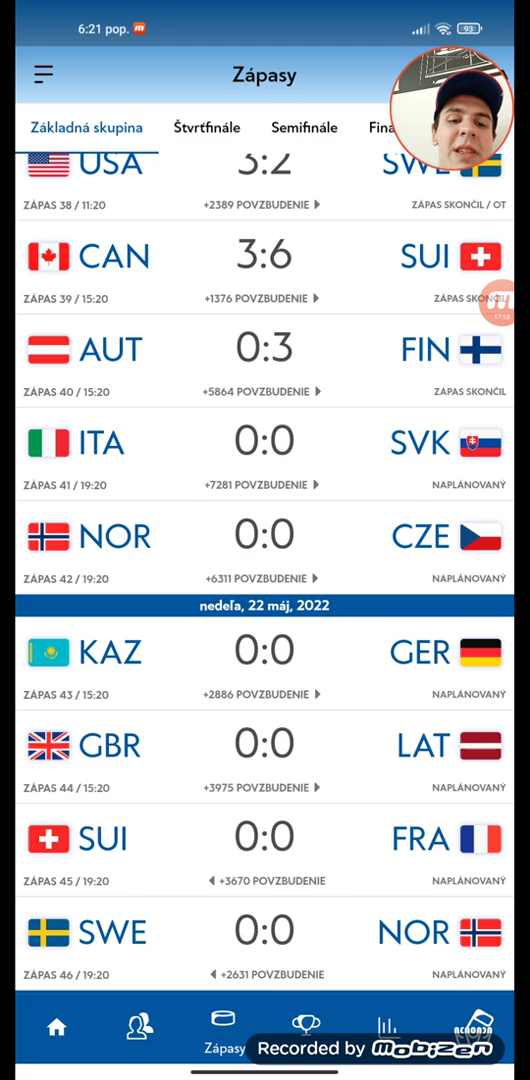 6:21 pop.
93
Zápasy
Základná skupina Štvrťfinále Semifinále
USA 3:2
ZÁPAS 38 / 11:20 +2389 POVZBUDENIE ZÁPAS SKONČIL / OT
CAN 3:6 SUI
ZÁPAS 39 / 15:20 +1376 POVZBUDENIE ZÁPAS
17:16
AUT 0:3 FIN
ZÁPAS 40 / 15:20 +5864 POVZBUDENIE ZÁPAS SKONČIL
ITA 0:0 SVK
ZÁPAS 41 / 19:20 +7281 POVZBUDENIE NAPLÁNOVANÝ
NOR 0:0 CZE
ZÁPAS 42 / 19:20 +6311 POVZBUDENIE NAPLÁNOVANÝ
nedeľa, 22 máj, 2022
KAZ 0:0 GER
ZÁPAS 43 / 15:20 +2886 POVZBUDENIE NAPLÁNOVANÝ
GBR 0:0 LAT
ZÁPAS 44 / 15:20 +3975 POVZBUDENIE NAPLÁNOVANÝ
SUI 0:0 FRA
ZÁPAS 45 / 19:20 +3670 POVZBUDENIE NAPLÁNOVANÝ
SWE 0:0 NOR
ZÁPAS 46 / 19:20 +2631 POVZBUDENIE NAPLÁNOVANÝ
Zápasy
Recorded by mobizen